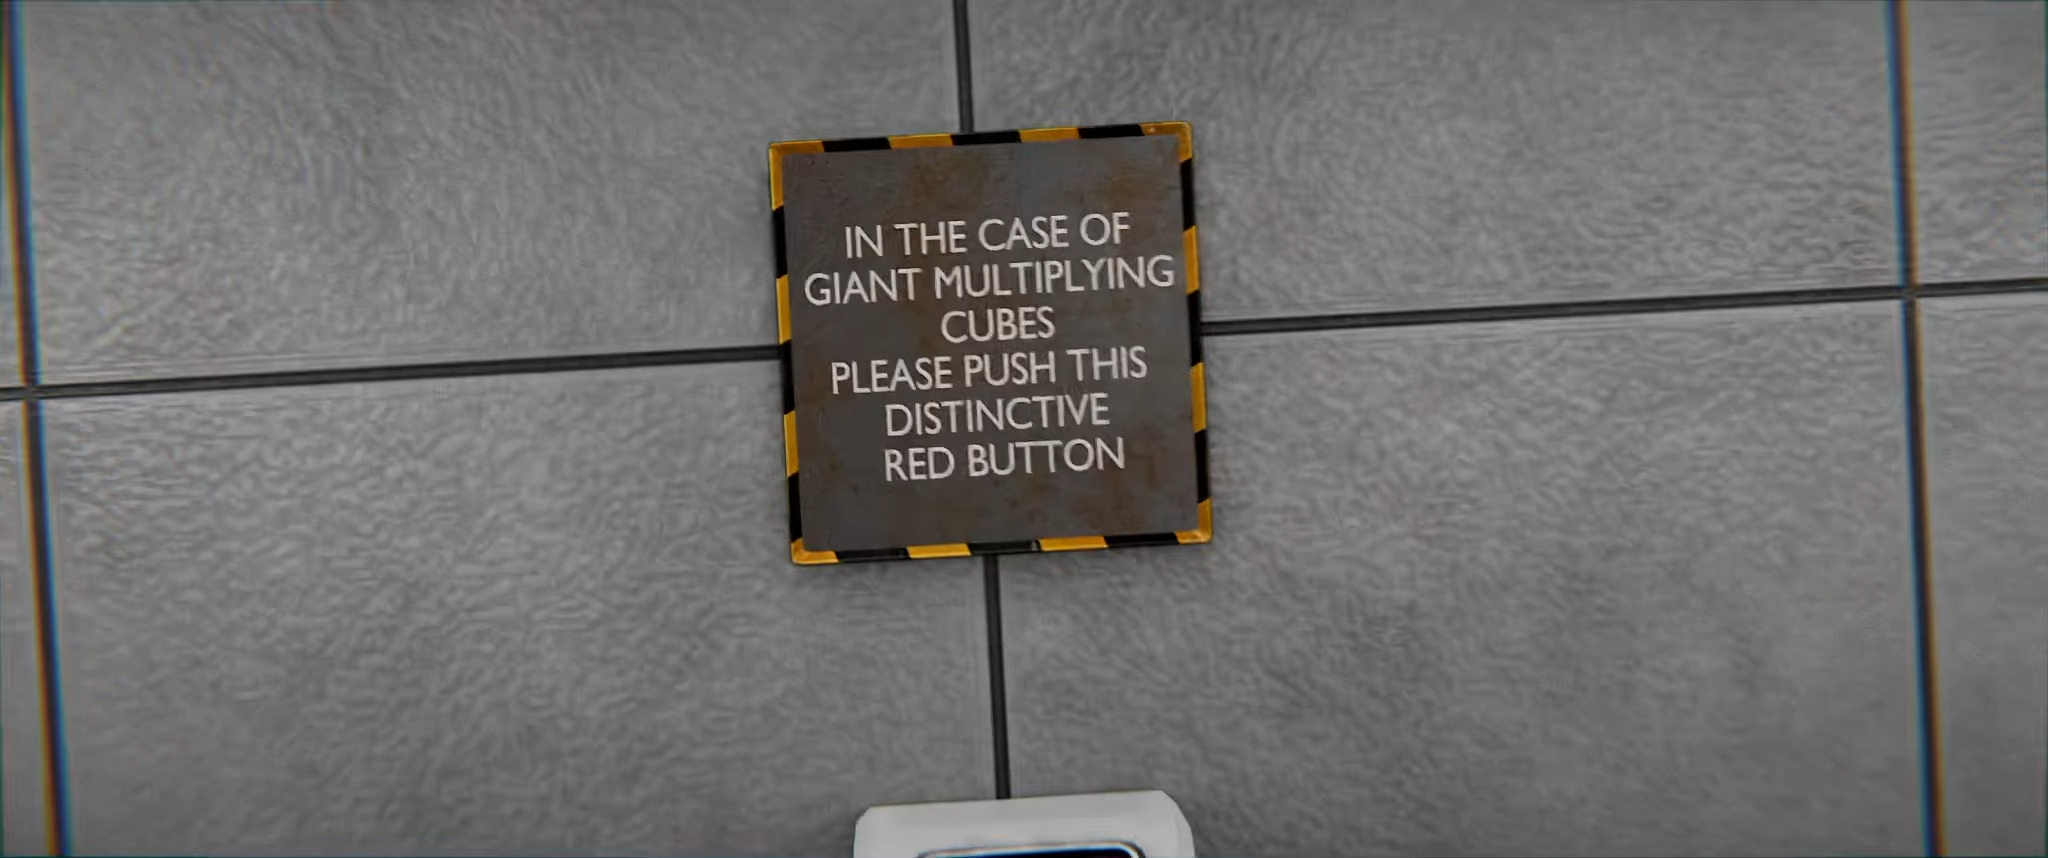 IN THE CASE OF
GIANT MULTIPLYING
CUBES
PLEASE PUSH THIS
DISTINCTIVE
RED BUTTON